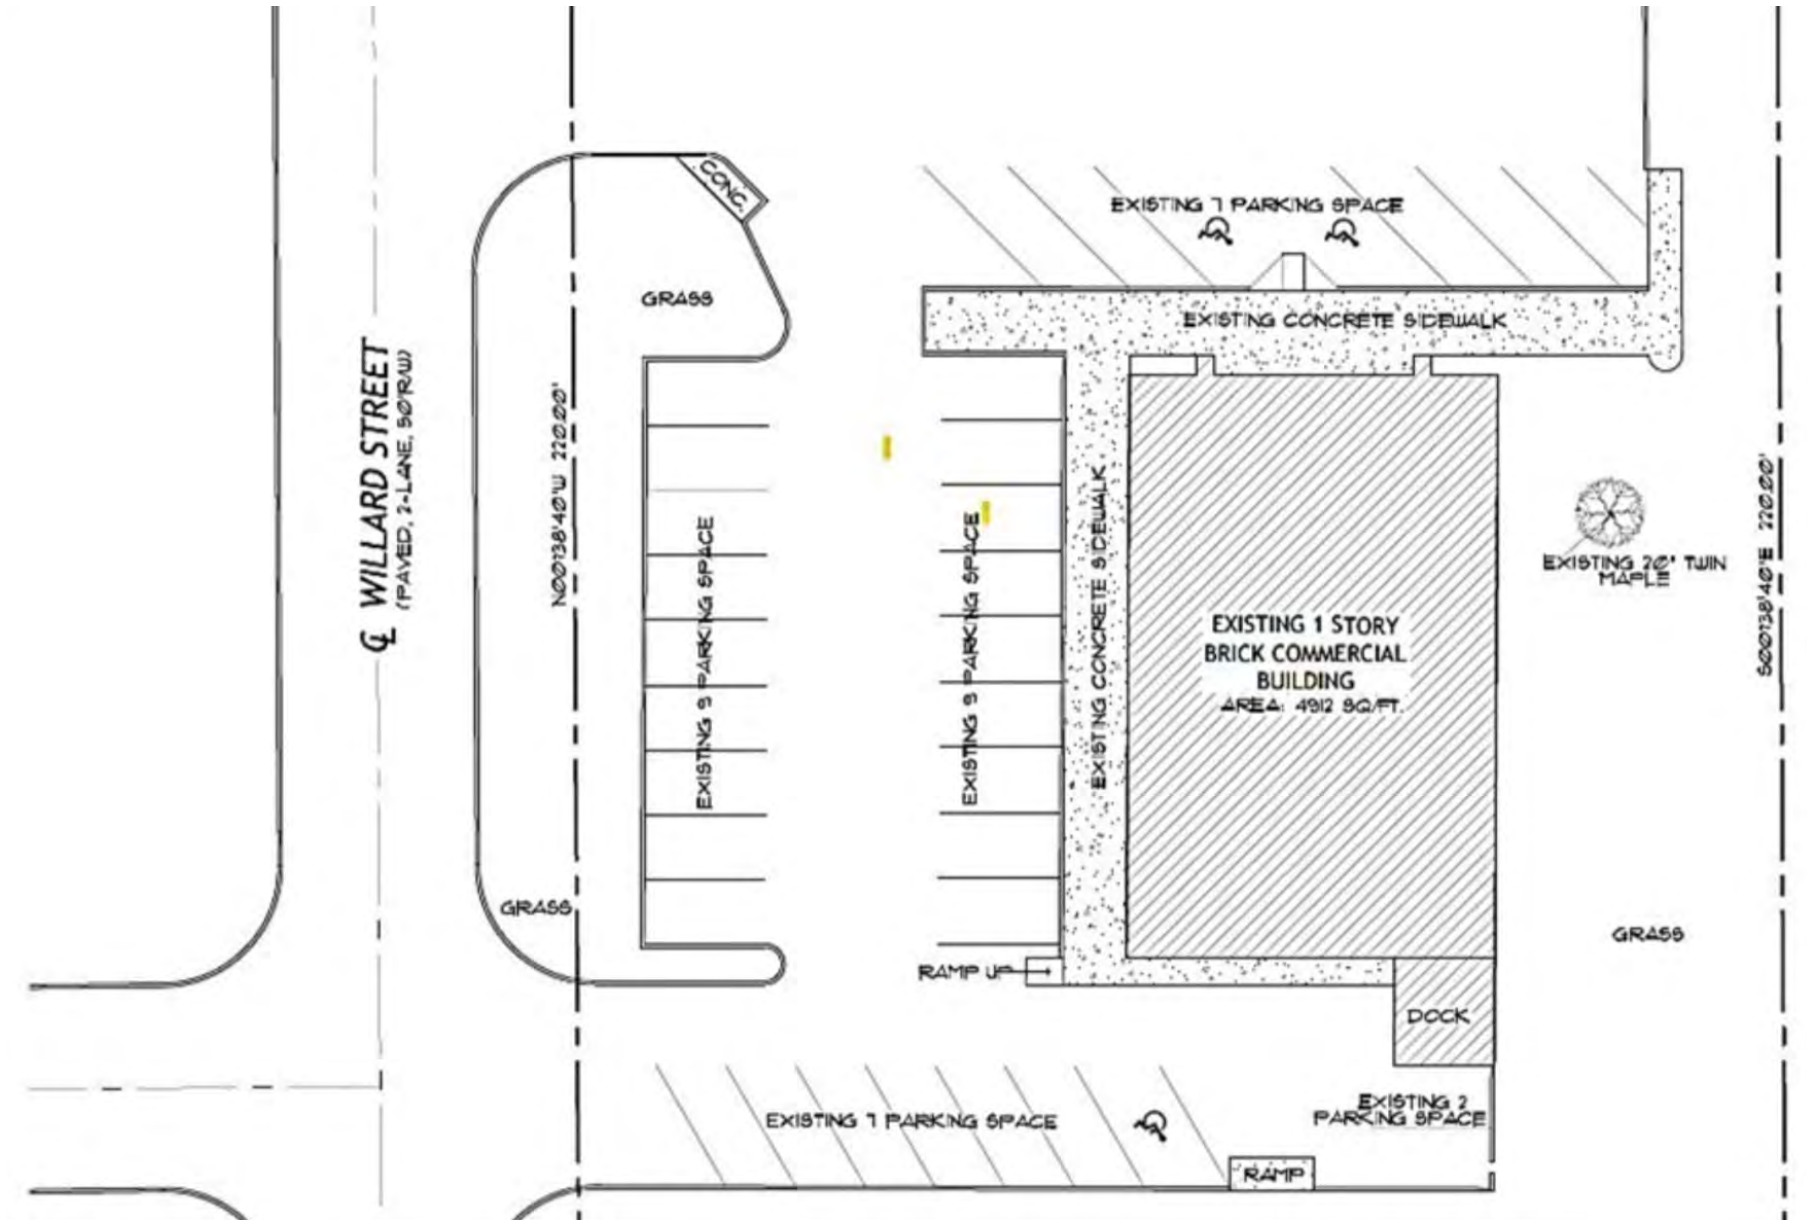 CONC.
EXISTING 7 PARKING SPACE
GRASS
EXISTING CONCRETE SIDEWALK
℄ WILLARD STREET
(PAVED, 2-LANE, 50' R/W)
N00°38'40"W 220.00'
EXISTING 9 PARKING SPACE
EXISTING 9 PARKING SPACE
EXISTING CONCRETE SIDEWALK
EXISTING 1 STORY
BRICK COMMERCIAL
BUILDING
AREA: 4912 SQ/FT.
EXISTING 20" TWIN
MAPLE
S00°38'40"E 220.00'
GRASS
GRASS
RAMP UP
DOCK
EXISTING 7 PARKING SPACE
EXISTING 2
PARKING SPACE
RAMP